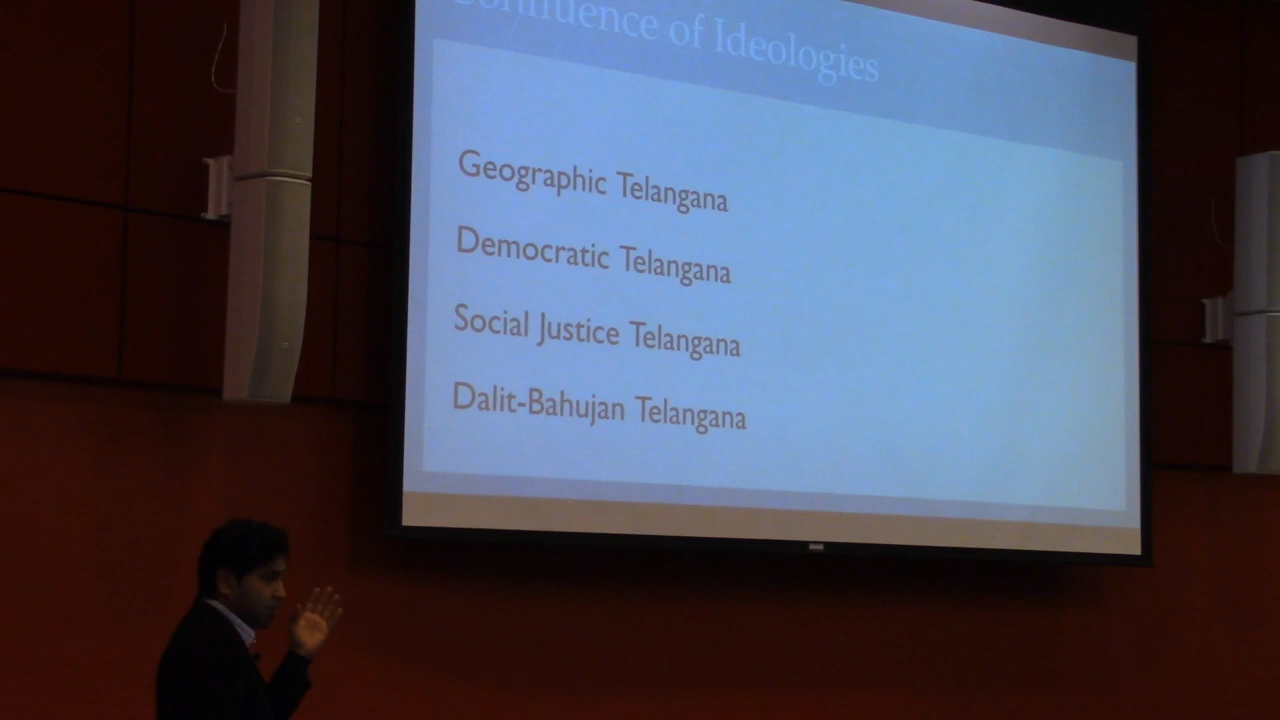 Confluence of Ideologies
Geographic Telangana
Democratic Telangana
Social Justice Telangana
Dalit-Bahujan Telangana